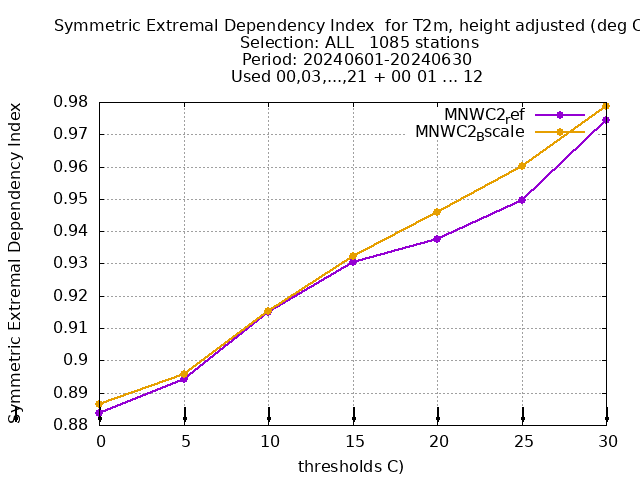 Symmetric Extremal Dependency Index  for T2m, height adjusted (deg C
Selection: ALL   1085 stations
Period: 20240601-20240630
Used 00,03,...,21 + 00 01 ... 12
Symmetric Extremal Dependency Index
MNWC2ref
MNWC2Bscale
0.98
0.97
0.96
0.95
0.94
0.93
0.92
0.91
0.9
0.89
0.88
0 5 10 15 20 25 30
thresholds C)